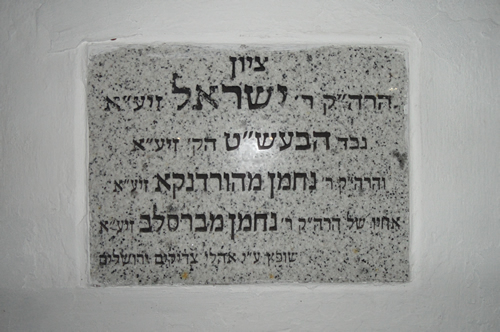 ציון
הרה"ק ר' ישראל זיע"א
נכד הבעש"ט הק' זיע"א
והרה"ק ר' נחמן מהורדנקא זיע"א
אחיו של הרה"ק ר' נחמן מברסלב זיע"א
שופץ ע"י אהלי צדיקים ירושלים